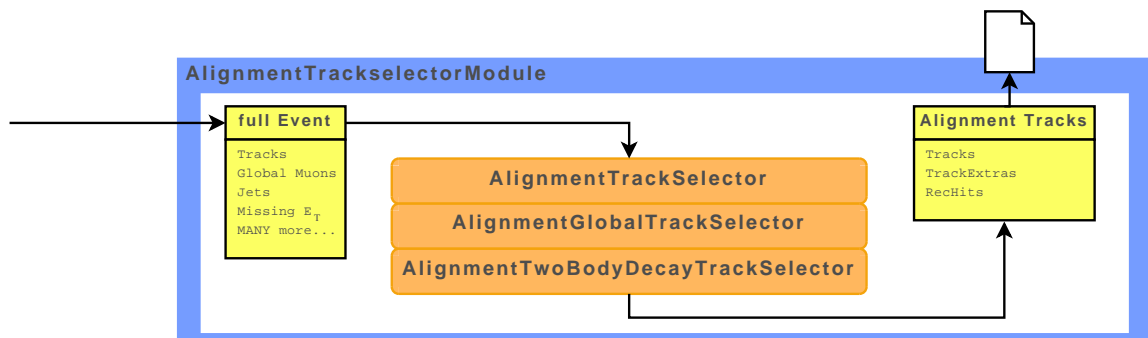 AlignmentTrackselectorModule
full Event
Tracks
Global Muons
Jets
Missing E_T
MANY more...
AlignmentTrackSelector
AlignmentGlobalTrackSelector
AlignmentTwoBodyDecayTrackSelector
Alignment Tracks
Tracks
TrackExtras
RecHits